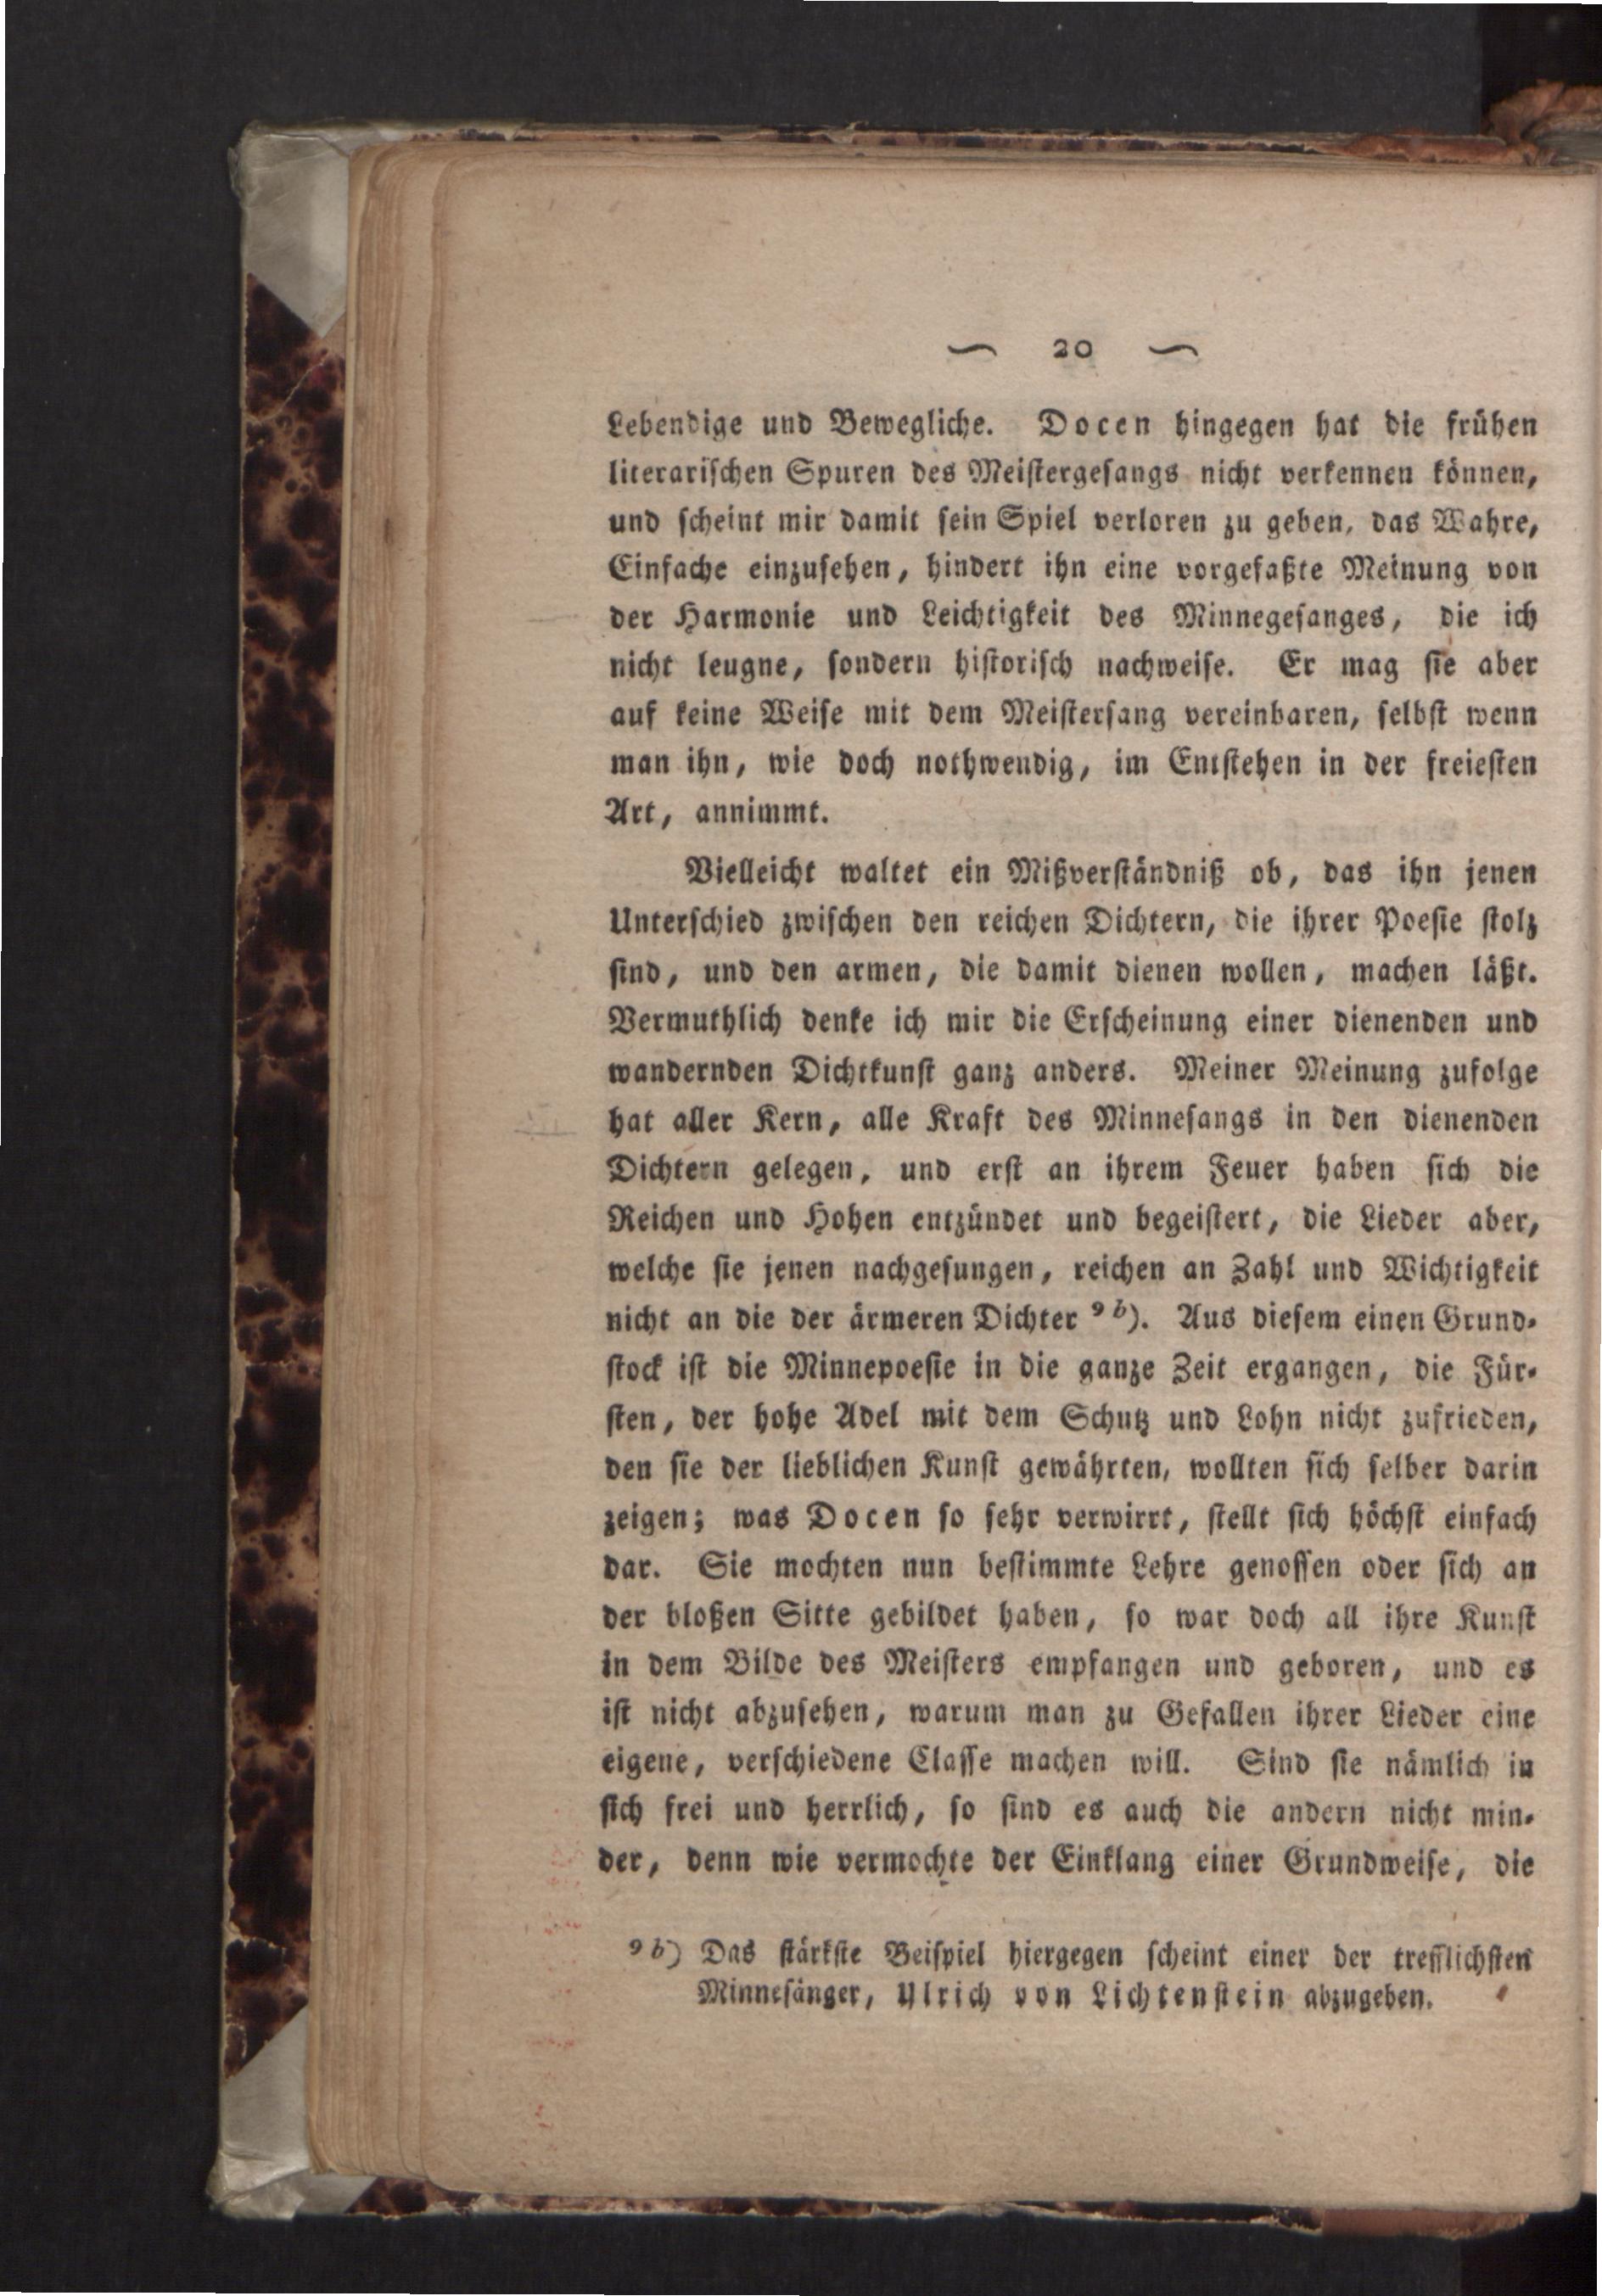 ~ 20 ~
Lebendige und Bewegliche. Docen hingegen hat die frühen
literarischen Spuren des Meistergesangs nicht verkennen können,
und scheint mir damit sein Spiel verloren zu geben, das Wahre,
Einfache einzusehen, hindert ihn eine vorgefaßte Meinung von
der Harmonie und Leichtigkeit des Minnegesanges, die ich
nicht leugne, sondern historisch nachweise. Er mag sie aber
auf keine Weise mit dem Meistersang vereinbaren, selbst wenn
man ihn, wie doch nothwendig, im Entstehen in der freiesten
Art, annimmt.
Vielleicht waltet ein Mißverständniß ob, das ihn jenen
Unterschied zwischen den reichen Dichtern, die ihrer Poesie stolz
sind, und den armen, die damit dienen wollen, machen läßt.
Vermuthlich denke ich mir die Erscheinung einer dienenden und
wandernden Dichtkunst ganz anders. Meiner Meinung zufolge
hat aller Kern, alle Kraft des Minnesangs in den dienenden
Dichtern gelegen, und erst an ihrem Feuer haben sich die
Reichen und Hohen entzündet und begeistert, die Lieder aber,
welche sie jenen nachgesungen, reichen an Zahl und Wichtigkeit
nicht an die der ärmeren Dichter 9 b). Aus diesem einen Grund-
stock ist die Minnepoesie in die ganze Zeit ergangen, die Für-
sten, der hohe Adel mit dem Schutz und Lohn nicht zufrieden,
den sie der lieblichen Kunst gewährten, wollten sich selber darin
zeigen; was Docen so sehr verwirrt, stellt sich höchst einfach
dar. Sie mochten nun bestimmte Lehre genossen oder sich an
der bloßen Sitte gebildet haben, so war doch all ihre Kunst
in dem Bilde des Meisters empfangen und geboren, und es
ist nicht abzusehen, warum man zu Gefallen ihrer Lieder eine
eigene, verschiedene Classe machen will. Sind sie nämlich in
sich frei und herrlich, so sind es auch die andern nicht min-
der, denn wie vermochte der Einklang einer Grundweise, die
9 b) Das stärkste Beispiel hiergegen scheint einer der trefflichsten
Minnesänger, Ulrich von Lichtenstein abzugeben.